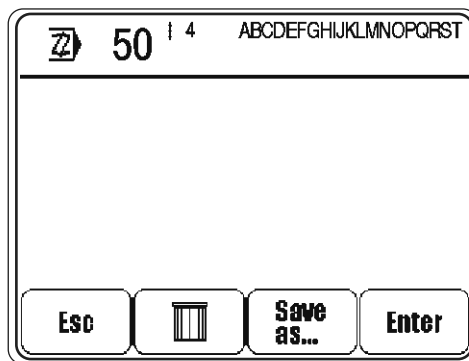 50 4 ABCDEFGHIJKLMNOPQRST
Esc
Save
as...
Enter